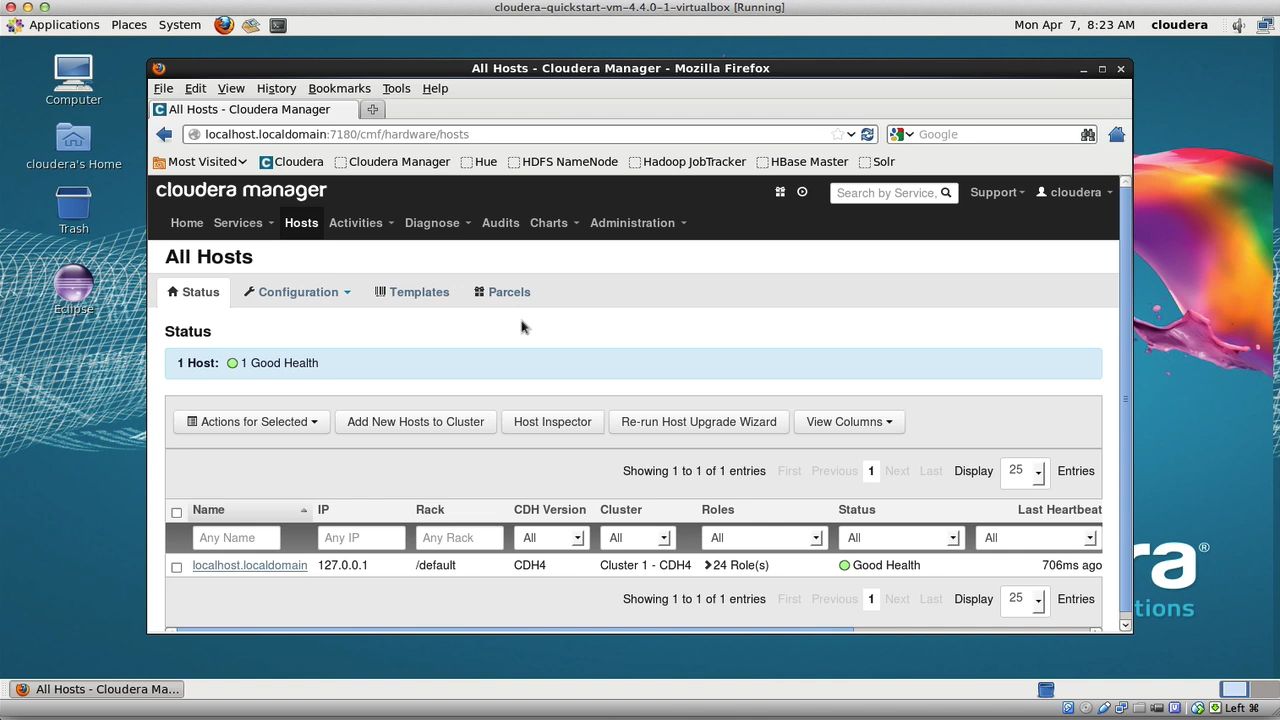 cloudera-quickstart-vm-4.4.0-1-virtualbox [Running]
Applications Places System Mon Apr 7, 8:23 AM cloudera
Computer
cloudera's Home
Trash
Eclipse
All Hosts - Cloudera Manager - Mozilla Firefox
File Edit View History Bookmarks Tools Help
All Hosts - Cloudera Manager
localhost.localdomain:7180/cmf/hardware/hosts Google
Most Visited Cloudera Cloudera Manager Hue HDFS NameNode Hadoop JobTracker HBase Master Solr
cloudera manager Search by Service, Support cloudera
Home Services Hosts Activities Diagnose Audits Charts Administration
All Hosts
Status Configuration Templates Parcels
Status
1 Host: 1 Good Health
Actions for Selected Add New Hosts to Cluster Host Inspector Re-run Host Upgrade Wizard View Columns
Showing 1 to 1 of 1 entries First Previous 1 Next Last Display 25 Entries
Name IP Rack CDH Version Cluster Roles Status Last Heartbeat
Any Name Any IP Any Rack All All All All All
localhost.localdomain 127.0.0.1 /default CDH4 Cluster 1 - CDH4 24 Role(s) Good Health 706ms ago
Showing 1 to 1 of 1 entries First Previous 1 Next Last Display 25 Entries
ra®
tions
All Hosts - Cloudera Ma...
Left ⌘